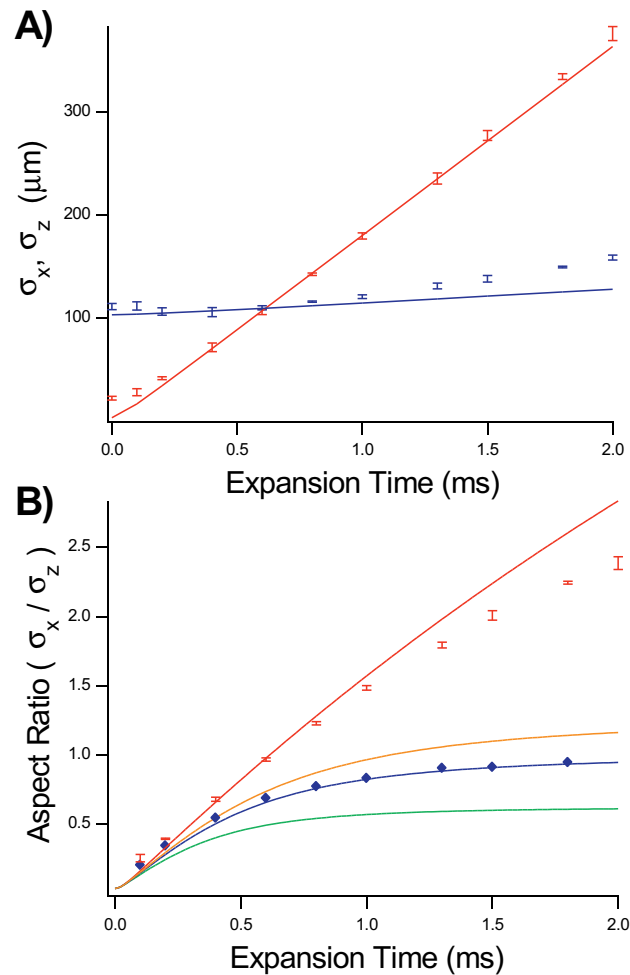 A)
300
200
100
σx, σz (μm)
0.0 0.5 1.0 1.5 2.0
Expansion Time (ms)
B)
2.5
2.0
1.5
1.0
0.5
Aspect Ratio ( σx / σz )
0.0 0.5 1.0 1.5 2.0
Expansion Time (ms)